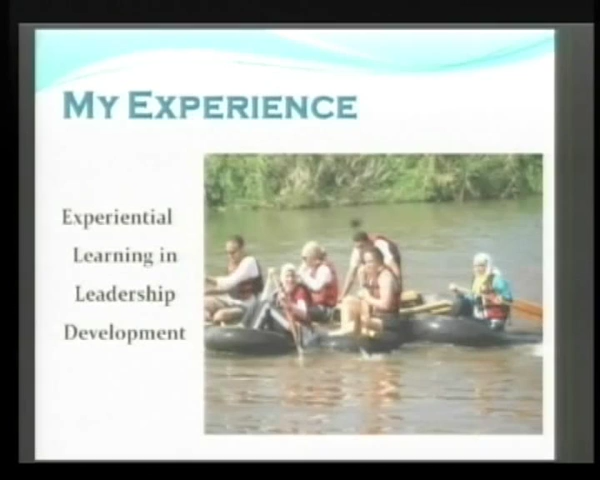 MY EXPERIENCE
Experiential
Learning in
Leadership
Development